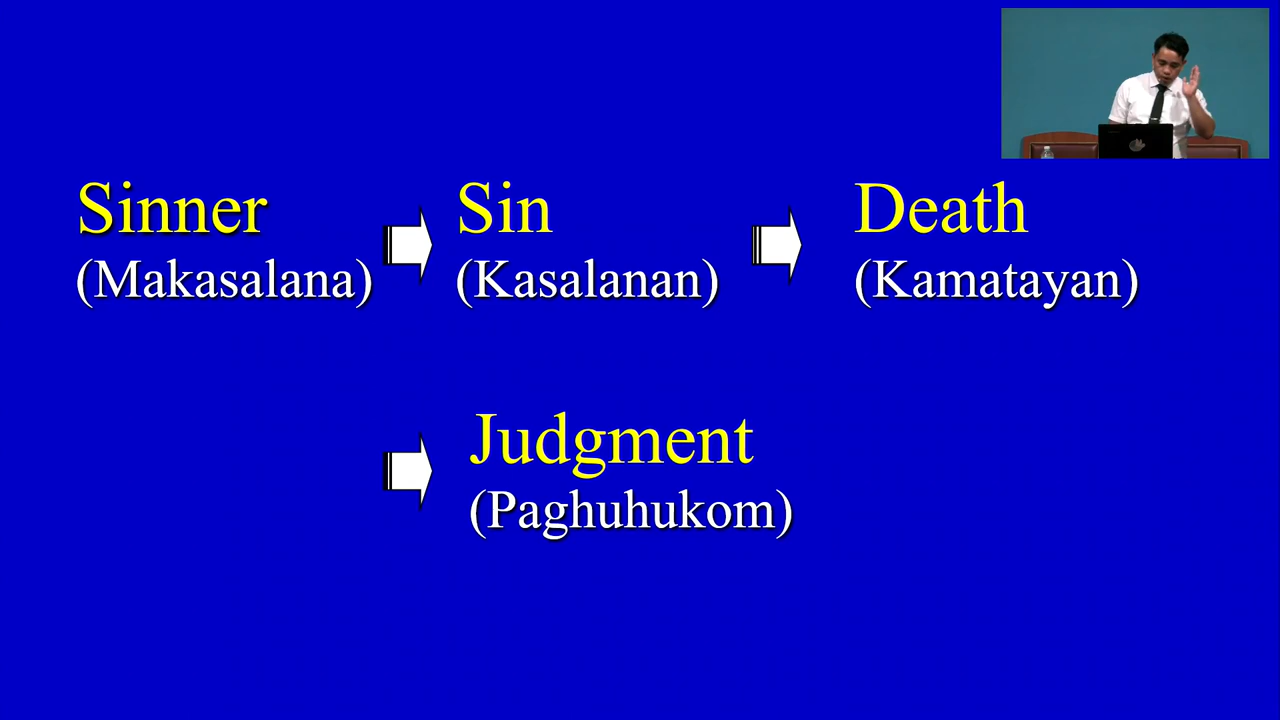 Sinner
(Makasalana)
Sin
(Kasalanan)
Death
(Kamatayan)
Judgment
(Paghuhukom)